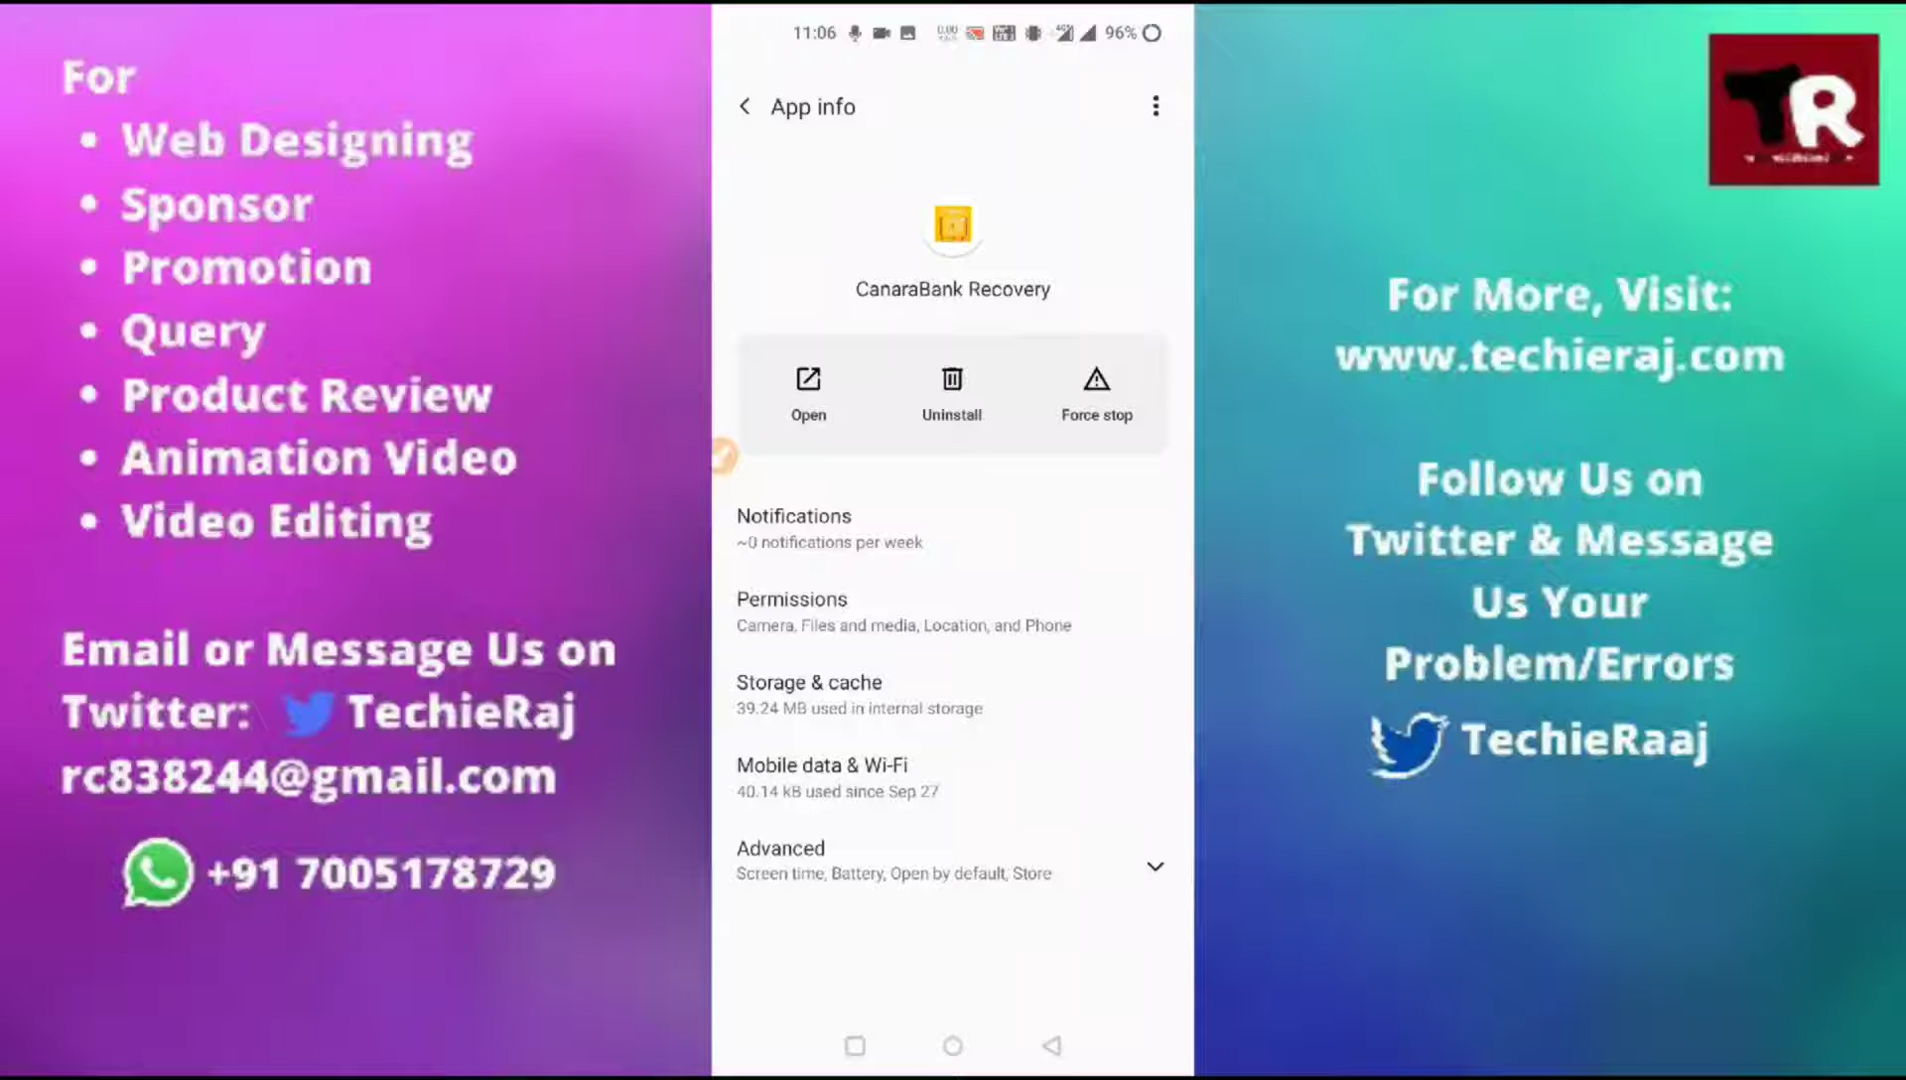 For
• Web Designing
• Sponsor
• Promotion
• Query
• Product Review
• Animation Video
• Video Editing
Email or Message Us on
Twitter: TechieRaj
rc838244@gmail.com
+91 7005178729
11:06
96%
App info
CanaraBank Recovery
Open
Uninstall
Force stop
Notifications
~0 notifications per week
Permissions
Camera, Files and media, Location, and Phone
Storage & cache
39.24 MB used in internal storage
Mobile data & Wi-Fi
40.14 kB used since Sep 27
Advanced
Screen time, Battery, Open by default, Store
TR
For More, Visit:
www.techieraj.com
Follow Us on
Twitter & Message
Us Your
Problem/Errors
TechieRaaj